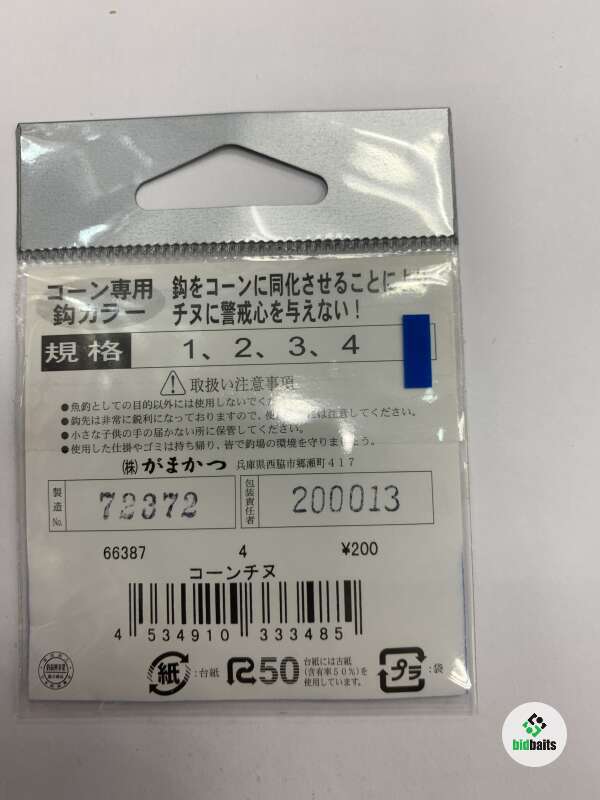 コーン専用
鈎カラー
鈎をコーンに同化させることにより
チヌに警戒心を与えない！
規格
1、2、3、4
取扱い注意事項
●魚釣としての目的以外には使用しないでく
●鈎先は非常に鋭利になっておりますので、使用 には注意してください。
●小さな子供の手の届かない所に保管してください。
●使用した仕掛やゴミは持ち帰り、皆で釣場の環境を守りましょう。
㈱ がまかつ 兵庫県西脇市郷瀬町417
製造No. 72372
包装責任者 200013
66387 4 ¥200
コーンチヌ
4 534910 333485
紙 :台紙
R50
台紙には古紙
(含有率50%)を
使用しています。
プラ :袋
bidbaits